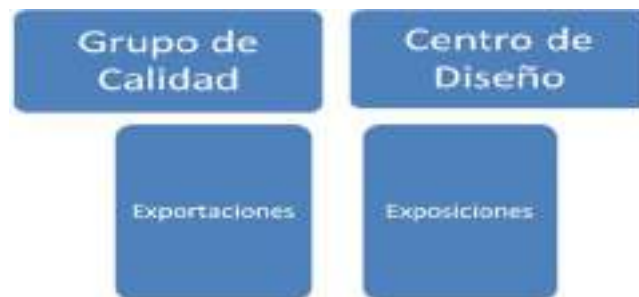 Grupo de
Calidad
Centro de
Diseño
Exportaciones
Exposiciones